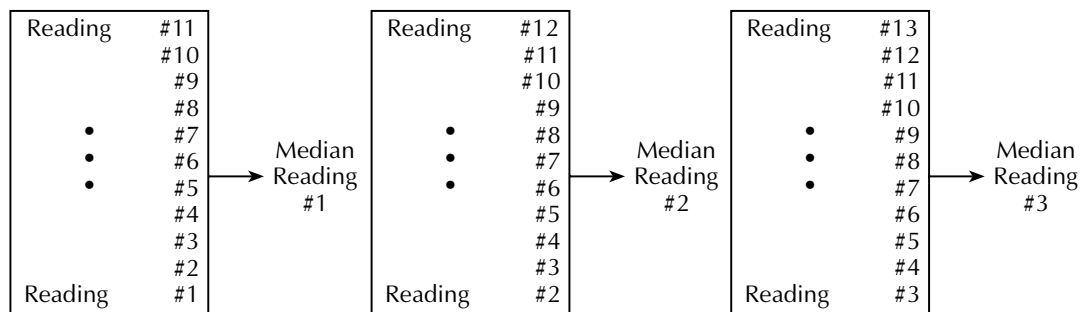 Reading #11
#10
#9
#8
#7
#6
#5
#4
#3
#2
Reading #1
Median
Reading
#1
Reading #12
#11
#10
#9
#8
#7
#6
#5
#4
#3
Reading #2
Median
Reading
#2
Reading #13
#12
#11
#10
#9
#8
#7
#6
#5
#4
Reading #3
Median
Reading
#3